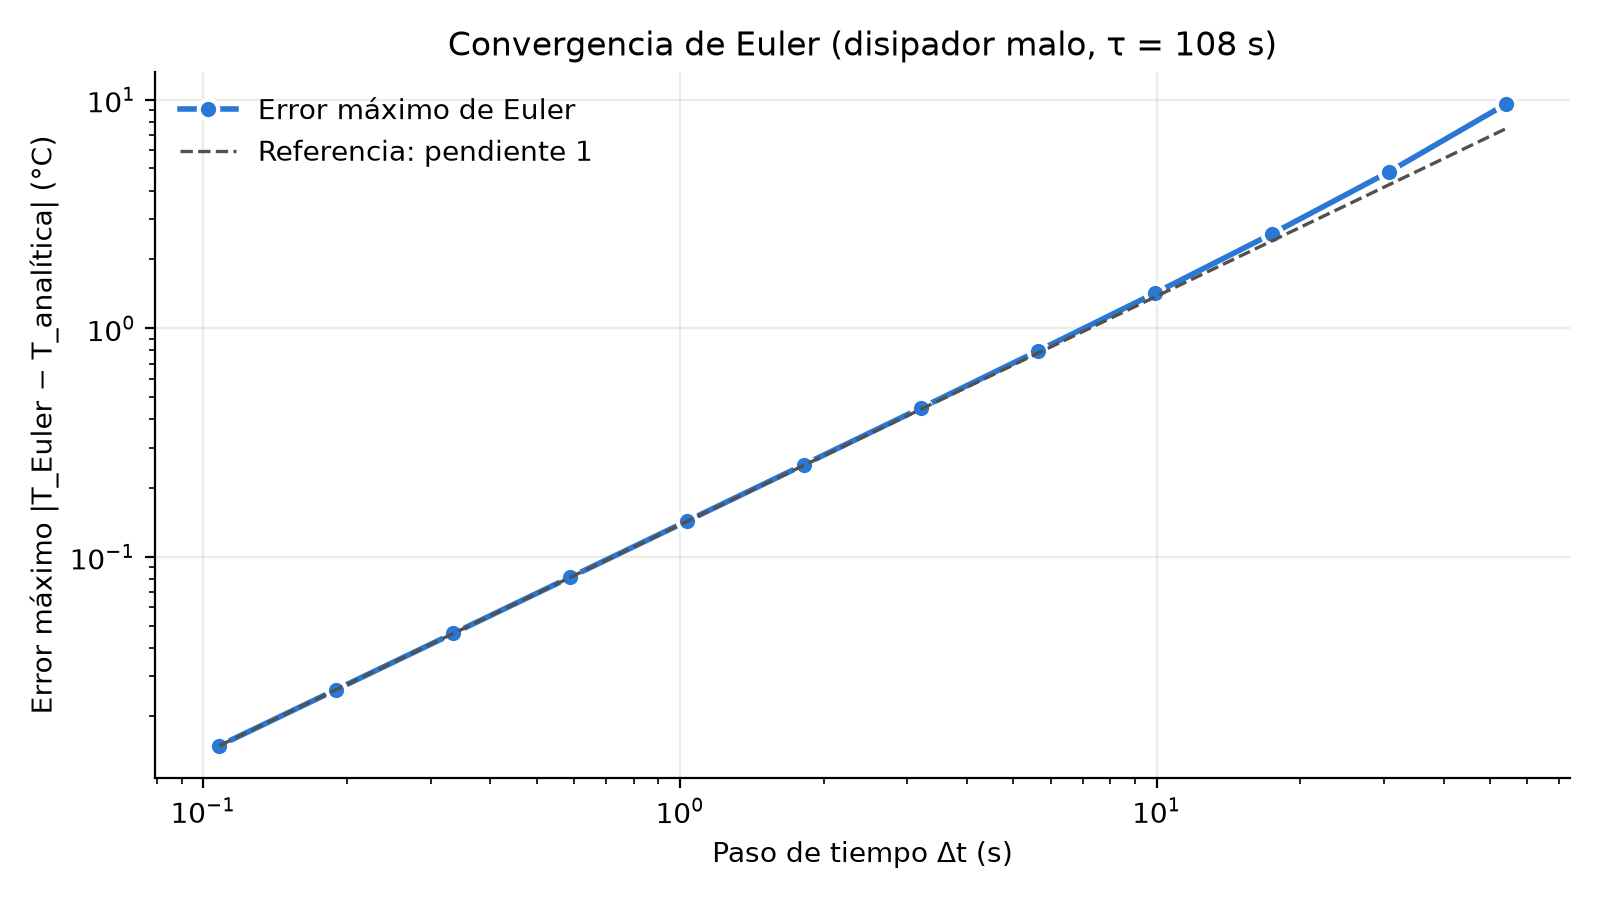 Convergencia de Euler (disipador malo, τ = 108 s)
Error máximo de Euler
Referencia: pendiente 1
Error máximo |T_Euler − T_analítica| (°C)
10¹
10⁰
10⁻¹
10⁻¹ 10⁰ 10¹
Paso de tiempo Δt (s)